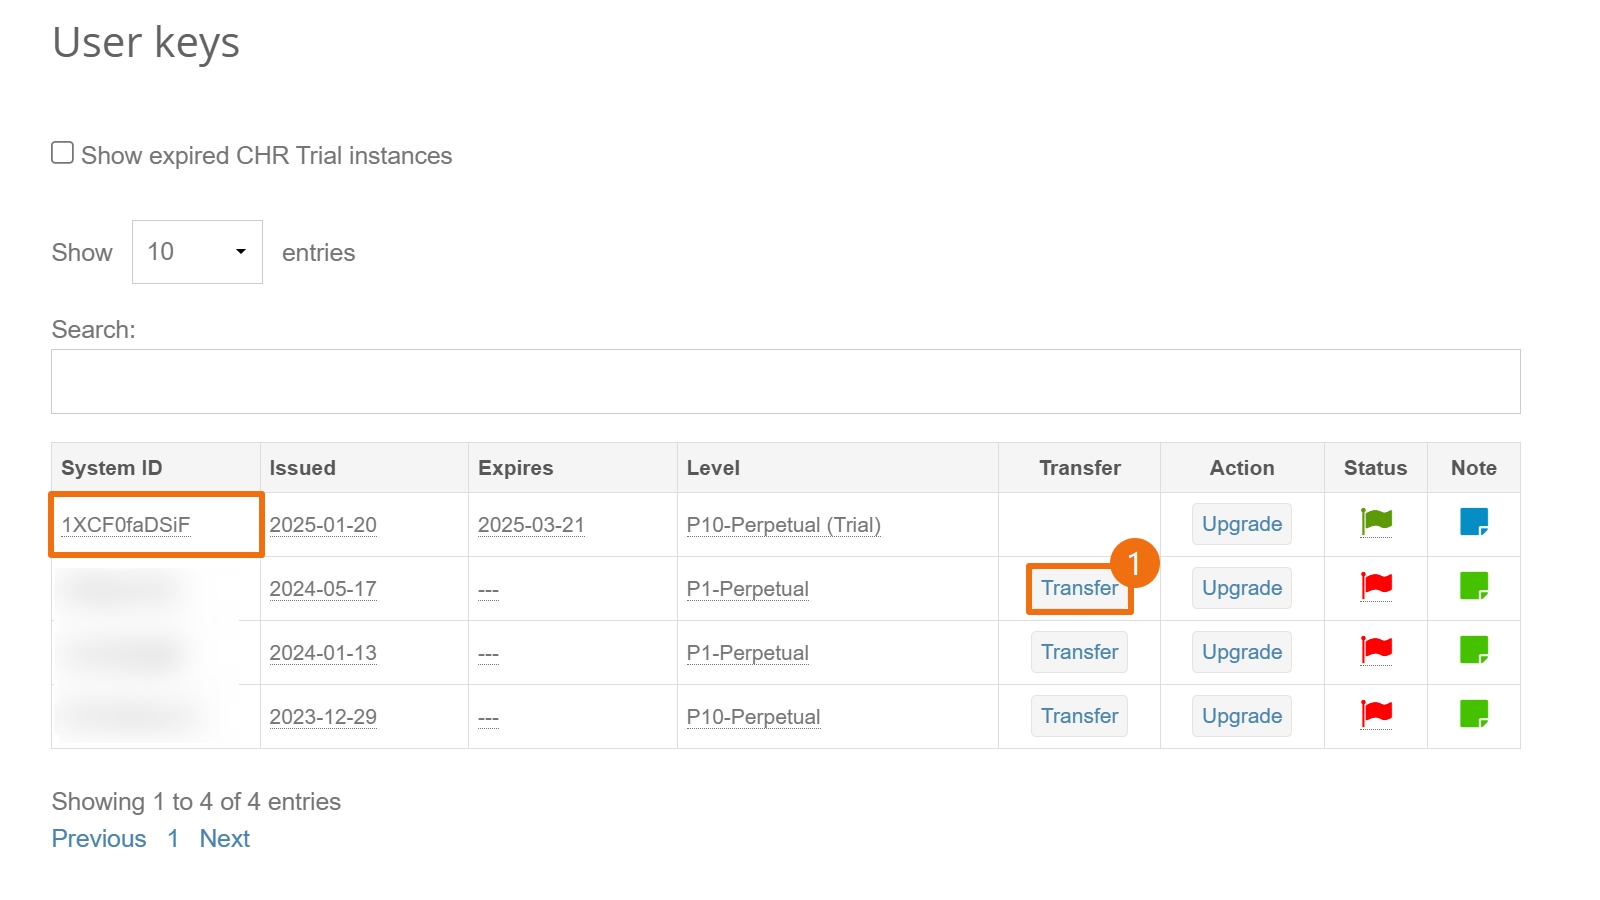 User keys
Show expired CHR Trial instances
Show 10 entries
Search:
System ID Issued Expires Level Transfer Action Status Note
1XCF0faDSiF 2025-01-20 2025-03-21 P10-Perpetual (Trial) Upgrade
1
2024-05-17 --- P1-Perpetual Transfer Upgrade
2024-01-13 --- P1-Perpetual Transfer Upgrade
2023-12-29 --- P10-Perpetual Transfer Upgrade
Showing 1 to 4 of 4 entries
Previous 1 Next